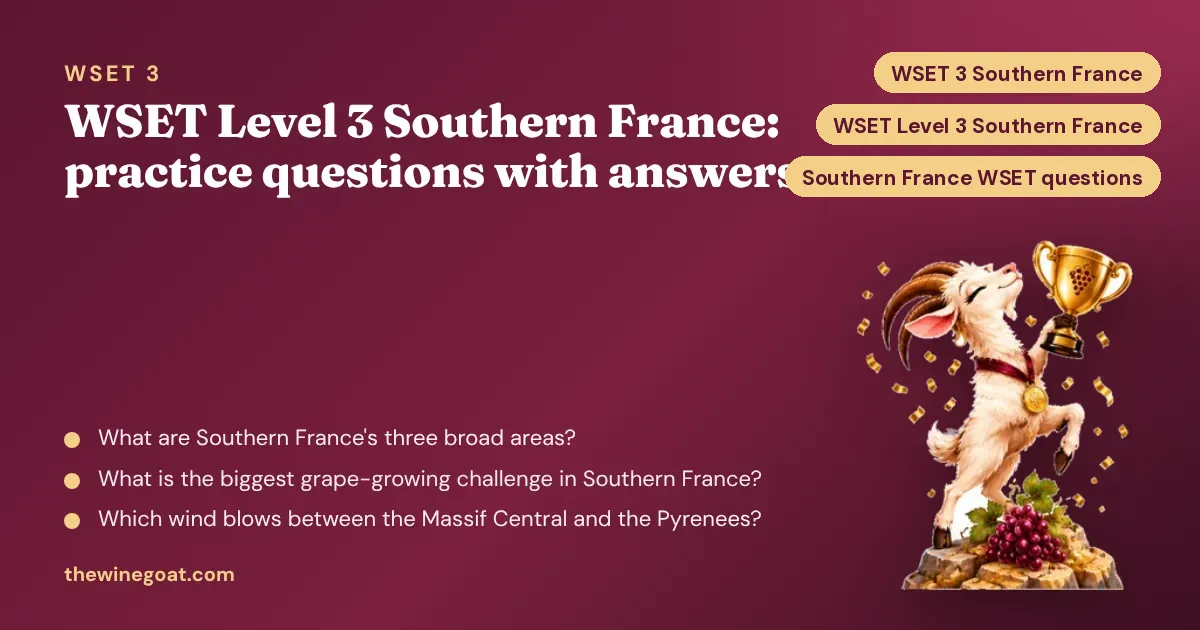 WSET 3
WSET Level 3 Southern France:
practice questions with answers
WSET 3 Southern France
WSET Level 3 Southern France
Southern France WSET questions
What are Southern France's three broad areas?
What is the biggest grape-growing challenge in Southern France?
Which wind blows between the Massif Central and the Pyrenees?
thewinegoat.com